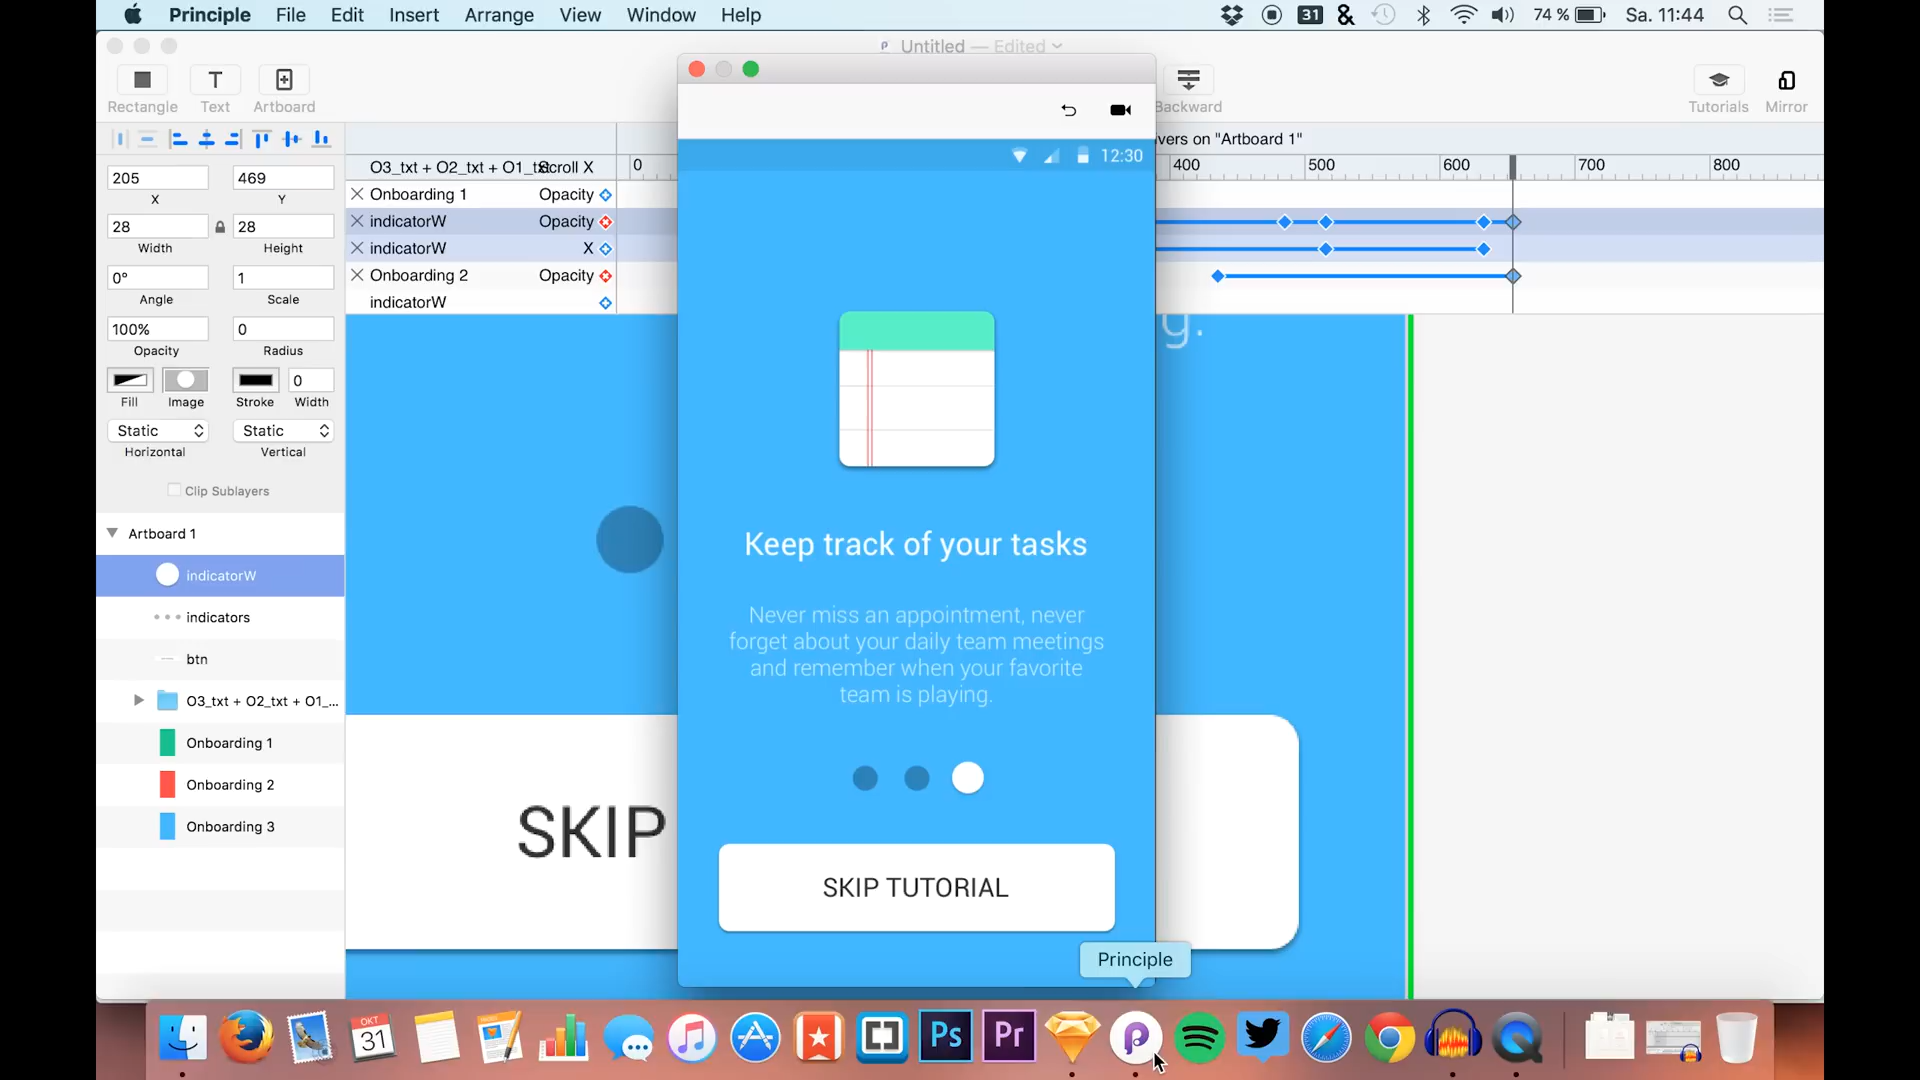 Principle File Edit Insert Arrange View Window Help 31 74 % Sa. 11:44
Untitled — Edited
Rectangle Text Artboard Backward Tutorials Mirror
vers on "Artboard 1"
O3_txt + O2_txt + O1_txt Scroll X 0 400 500 600 700 800
Onboarding 1 Opacity
indicatorW Opacity
indicatorW X
Onboarding 2 Opacity
indicatorW
205 469
X Y
28 28
Width Height
0° 1
Angle Scale
100% 0
Opacity Radius
0
Fill Image Stroke Width
Static Static
Horizontal Vertical
Clip Sublayers
Artboard 1
indicatorW
indicators
btn
O3_txt + O2_txt + O1_...
Onboarding 1
Onboarding 2
Onboarding 3
y.
SKIP
12:30
Keep track of your tasks
Never miss an appointment, never
forget about your daily team meetings
and remember when your favorite
team is playing.
SKIP TUTORIAL
Principle
OKT
31
Ps
Pr